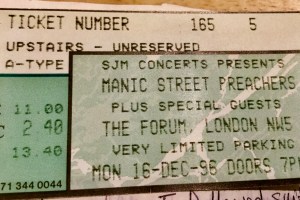 TICKET NUMBER 165 5
UPSTAIRS - UNRESERVED
A-TYPE SJM CONCERTS PRESENTS
MANIC STREET PREACHERS
11.00 PLUS SPECIAL GUESTS
C 2.40 THE FORUM, LONDON NW5
13.40 VERY LIMITED PARKING
MON 16-DEC-96 DOORS 7P
71 344 0044